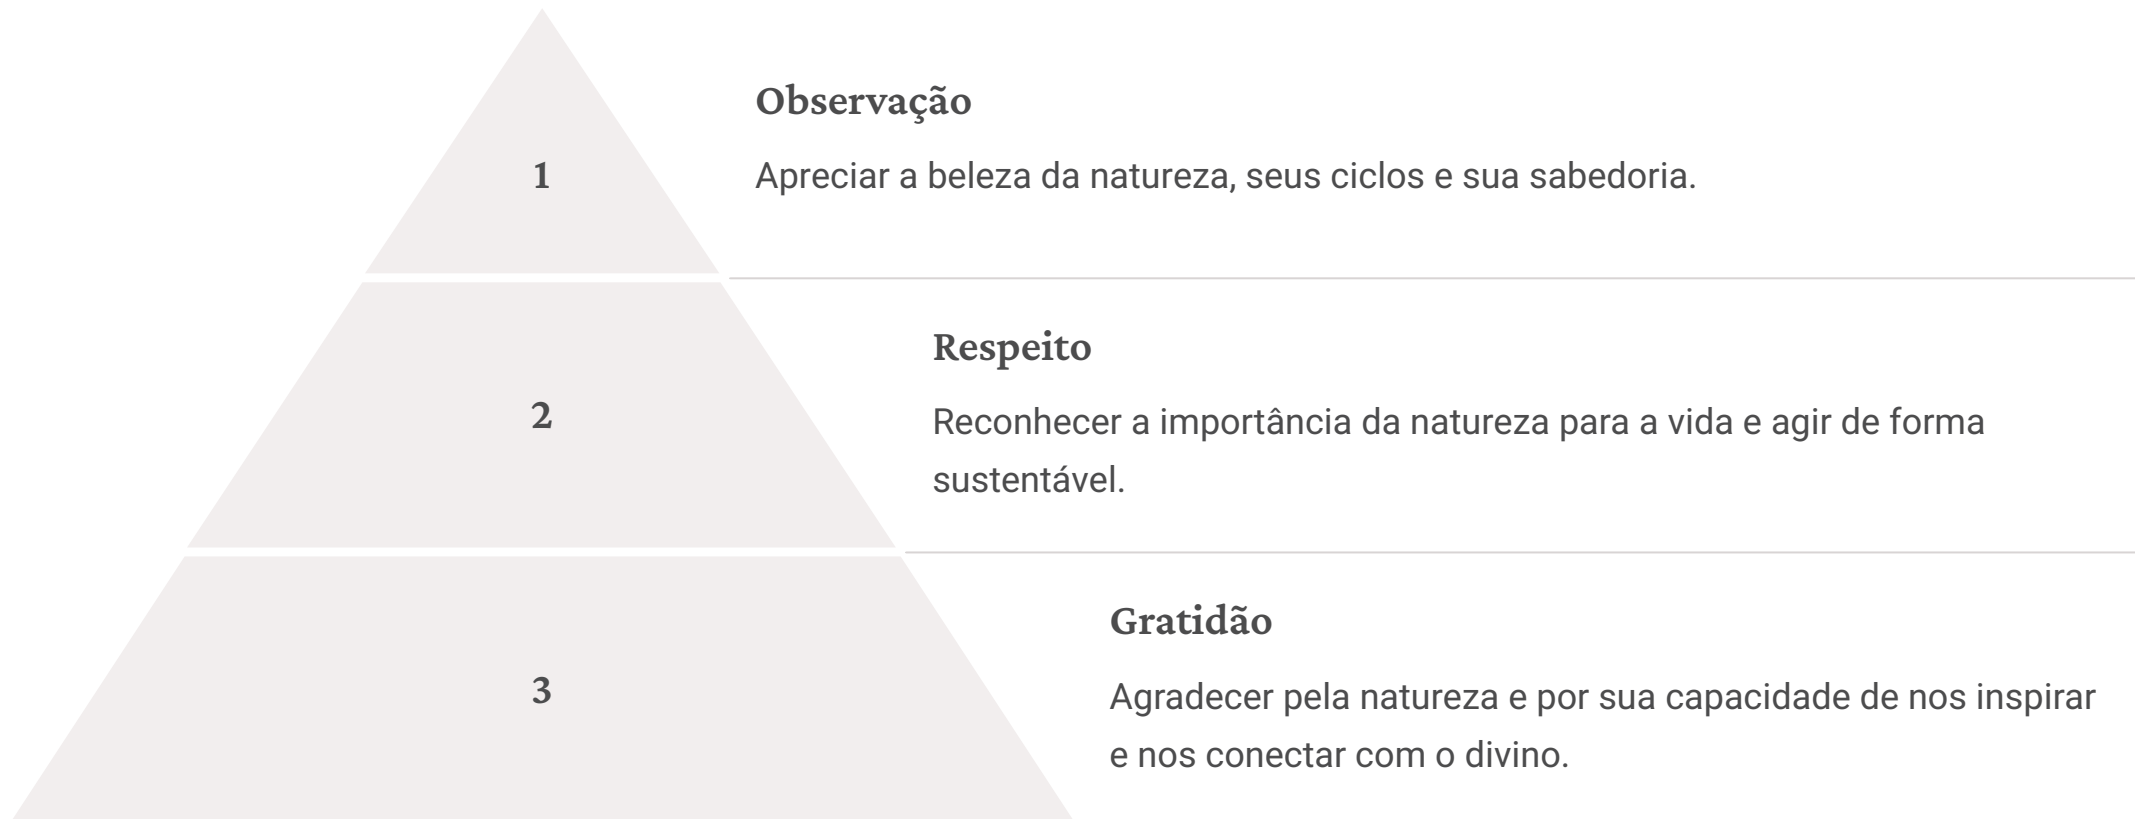 1
Observação
Apreciar a beleza da natureza, seus ciclos e sua sabedoria.
2
Respeito
Reconhecer a importância da natureza para a vida e agir de forma
sustentável.
3
Gratidão
Agradecer pela natureza e por sua capacidade de nos inspirar
e nos conectar com o divino.